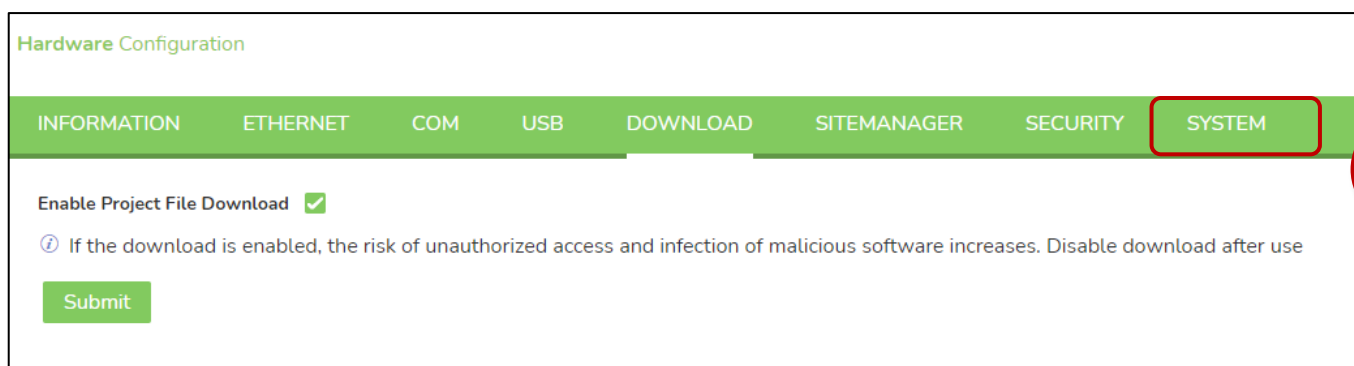 Hardware Configuration
INFORMATION ETHERNET COM USB DOWNLOAD SITEMANAGER SECURITY SYSTEM
Enable Project File Download
If the download is enabled, the risk of unauthorized access and infection of malicious software increases. Disable download after use
Submit